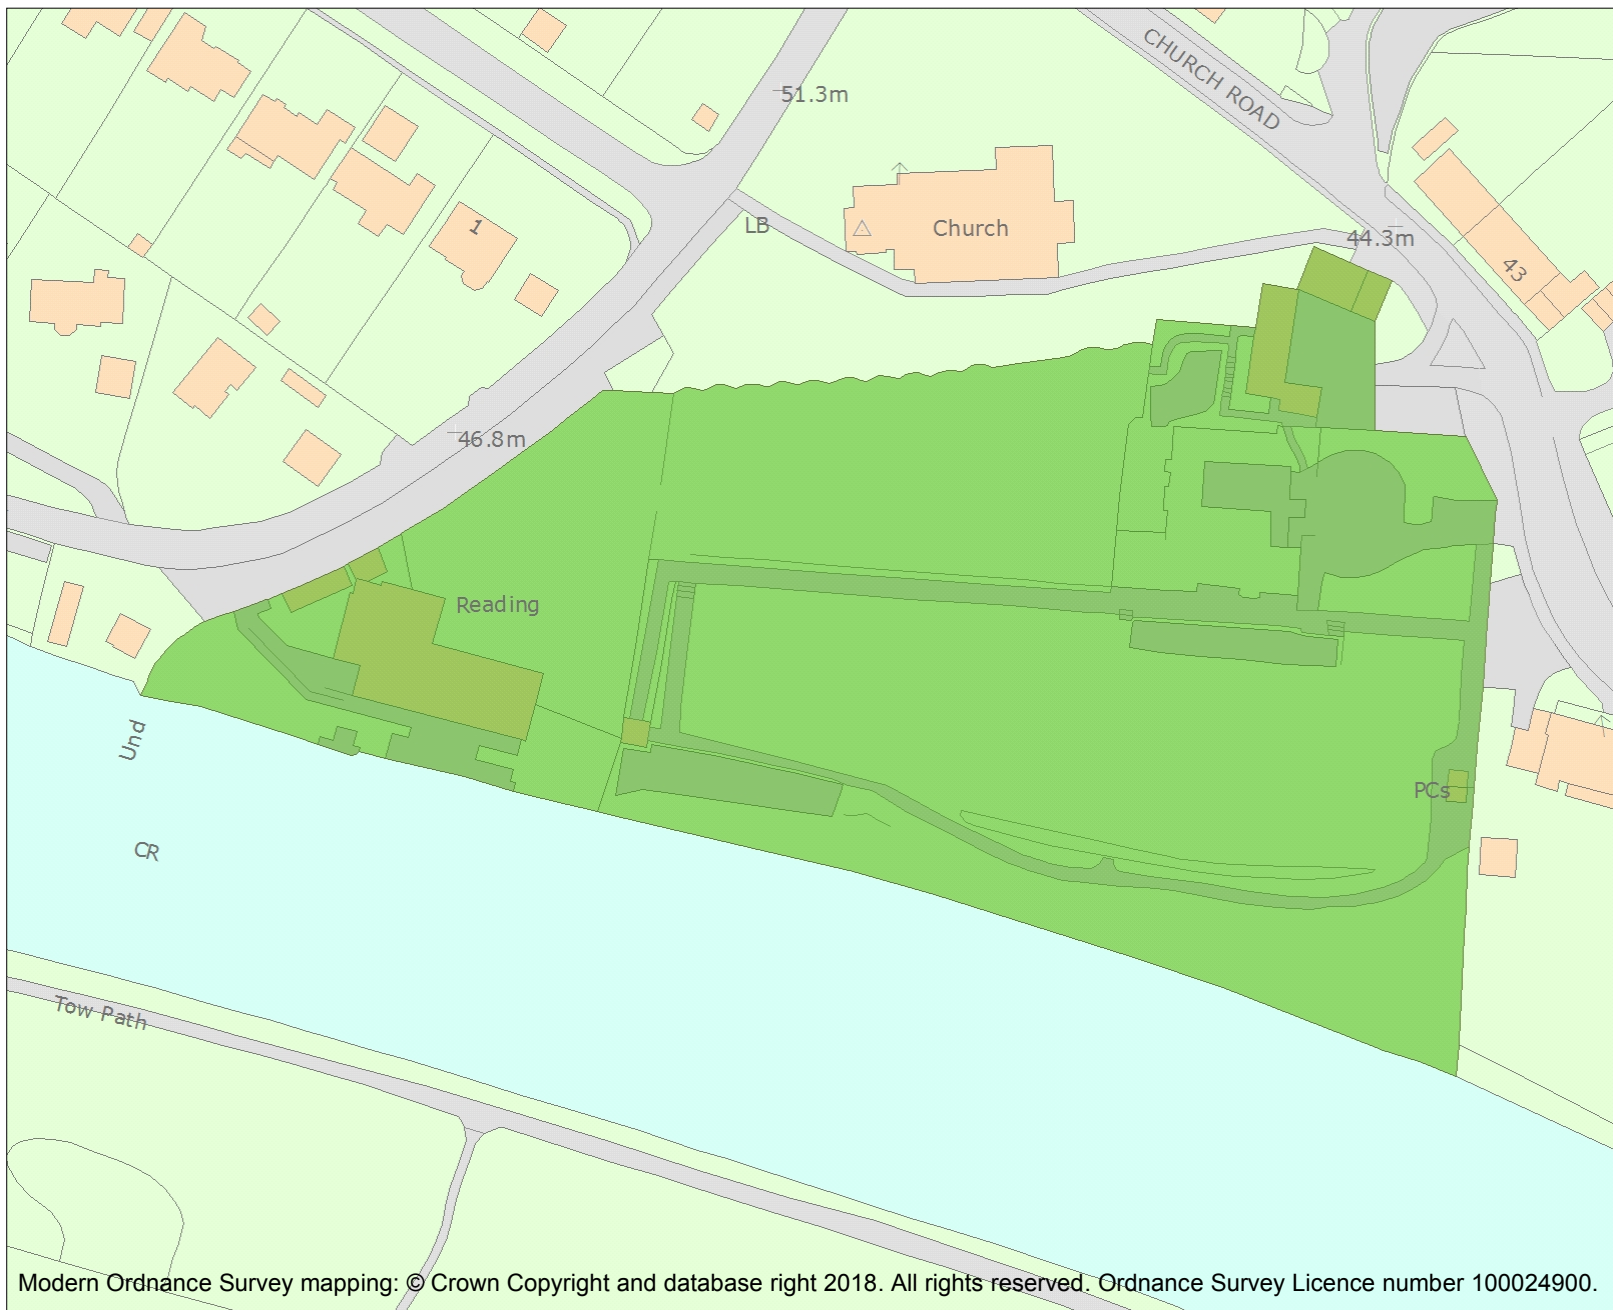 CHURCH ROAD
51.3m
LB
Church
44.3m
43
1
46.8m
Reading
Und
PCs
CR
Tow Path
Modern Ordnance Survey mapping: © Crown Copyright and database right 2018. All rights reserved. Ordnance Survey Licence number 100024900.